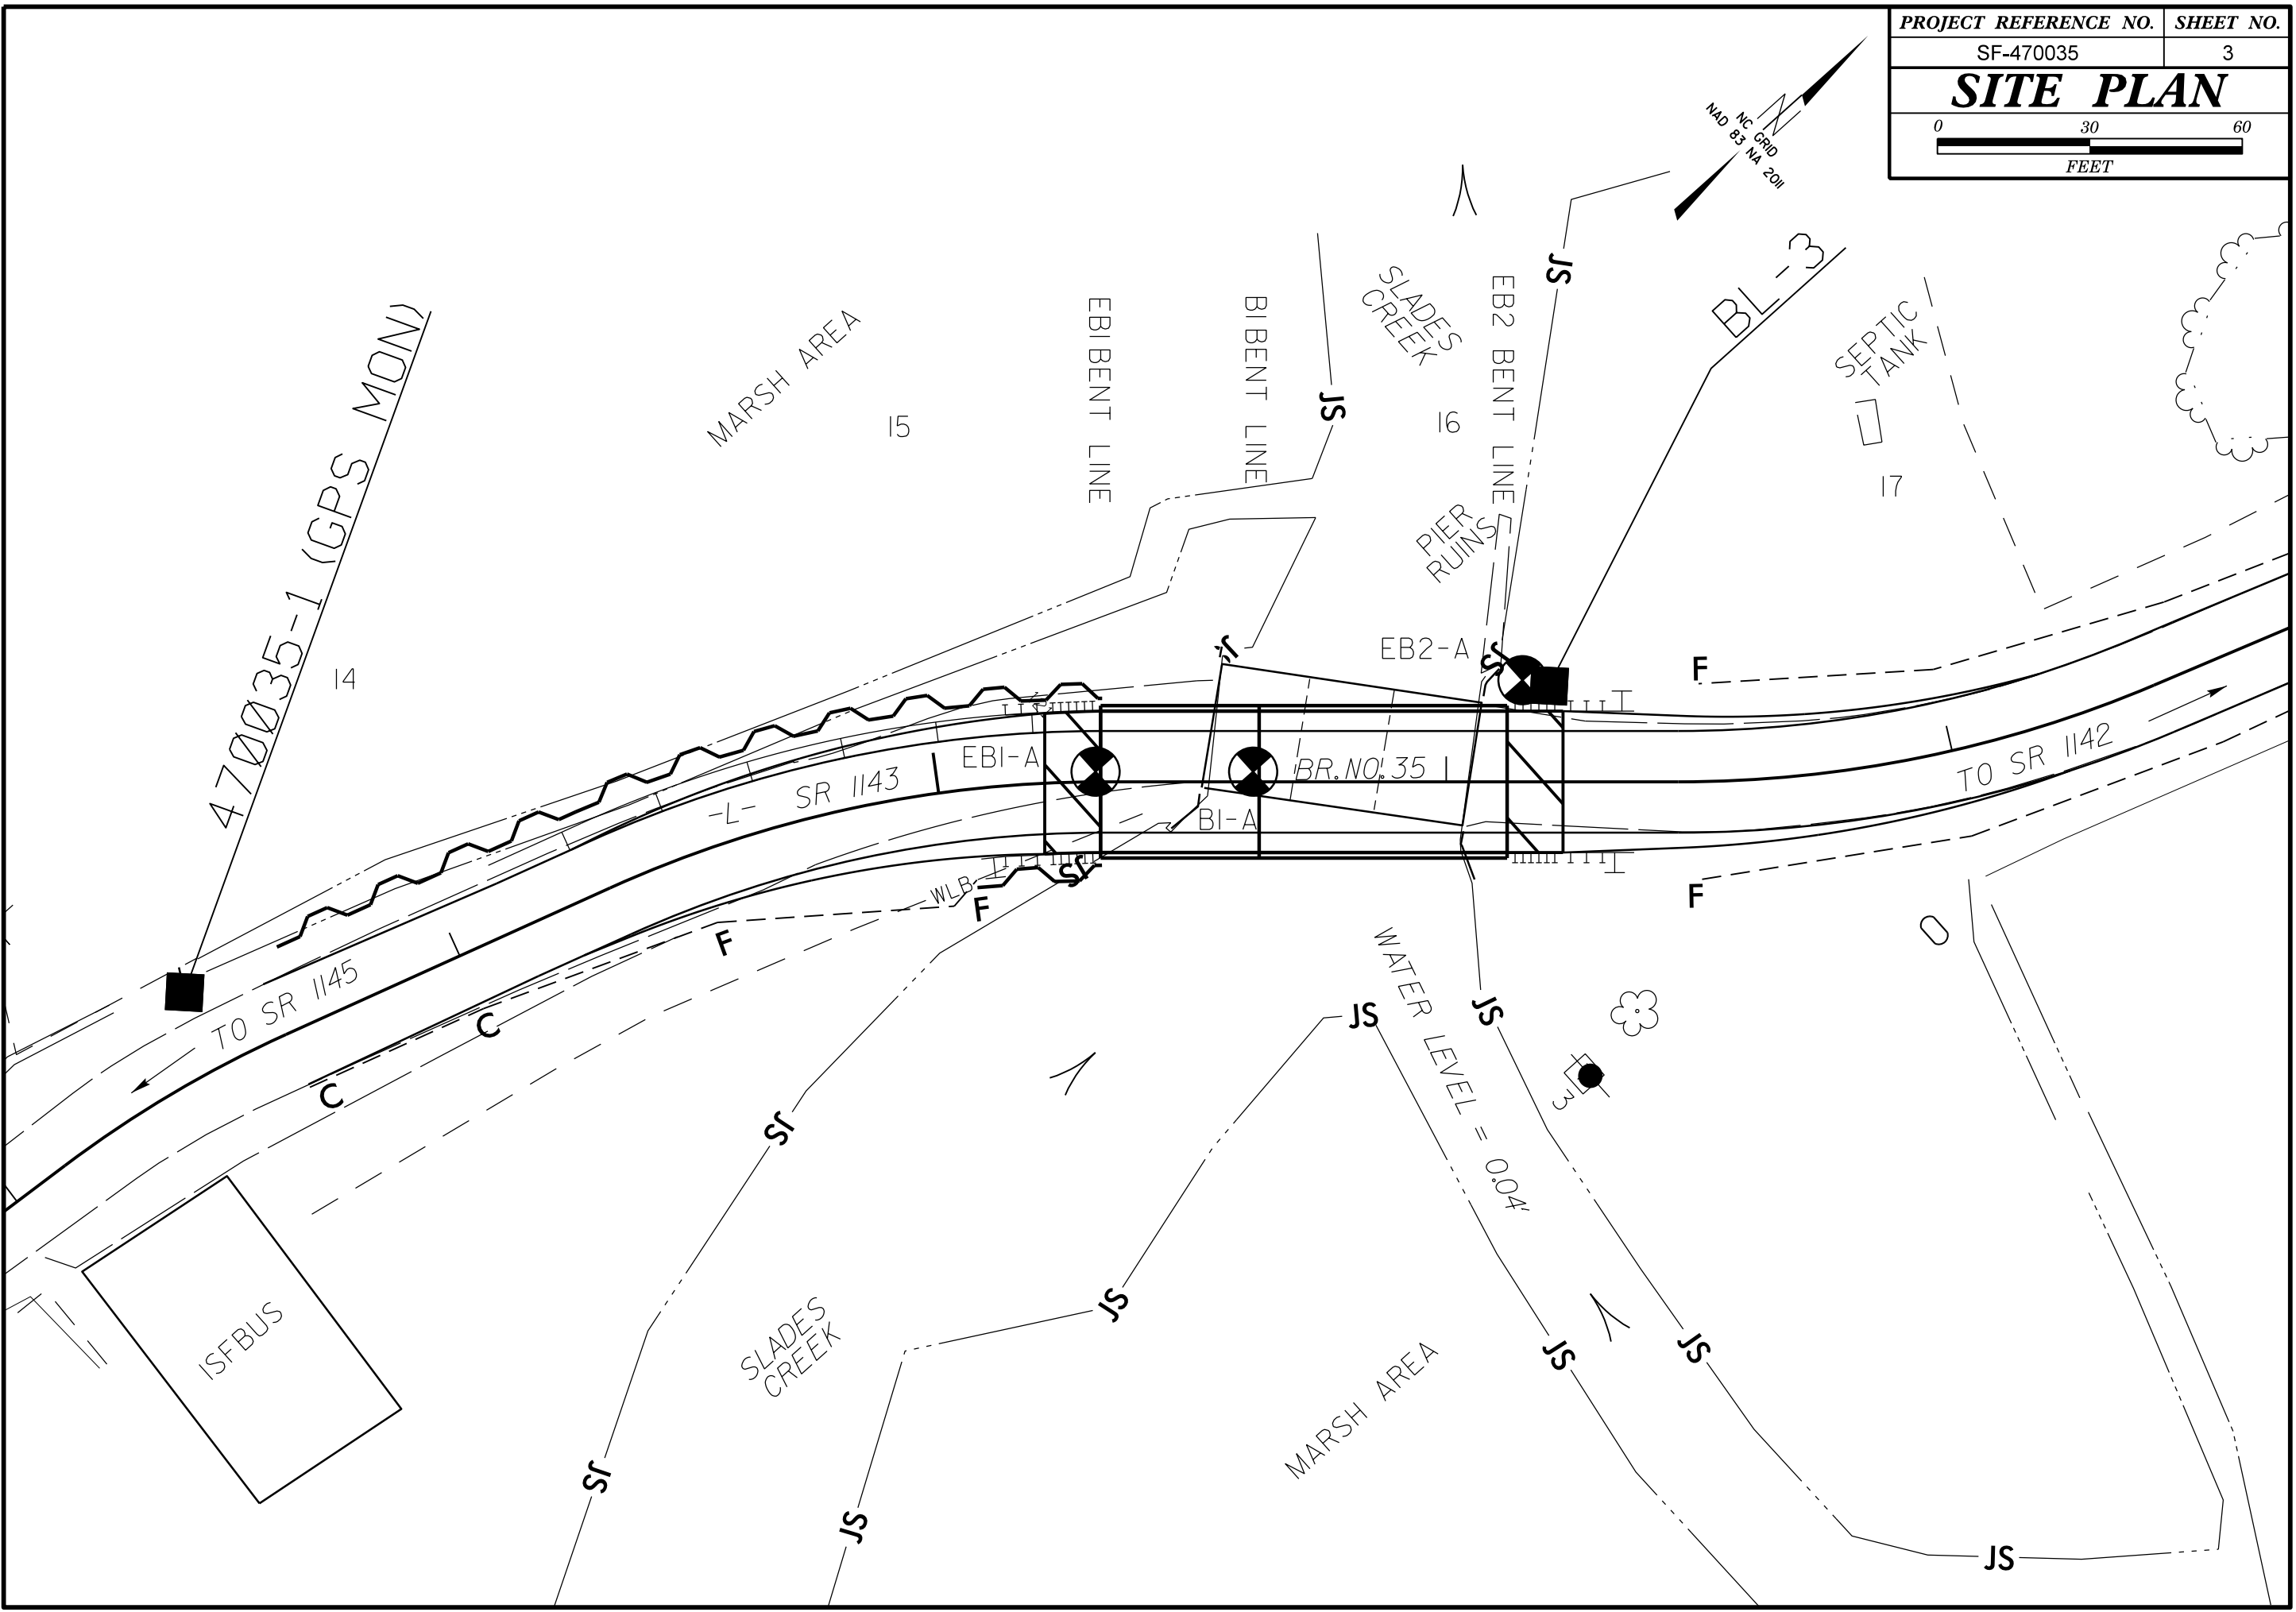 PROJECT REFERENCE NO.
SHEET NO.
SF-470035
3
SITE PLAN
0 30 60
FEET
NC GRID
NAD 83 NA 2011
N
BL-3
470035-1 (GPS MON)
MARSH AREA
14
15
16
17
EB1 BENT LINE
B1 BENT LINE
EB2 BENT LINE
SLADES
CREEK
JS
JS
PIER
RUINS
SEPTIC
TANK
EB2-A
JS
JS
F
EB1-A
BR. NO. 35
B1-A
-L- SR 1143
TO SR 1142
TO SR 1145
WLB
JS
F
F
F
C
C
WATER LEVEL = 0.04'
JS
JS
3
JS
JS
JS
JS
JS
JS
JS
SLADES
CREEK
MARSH AREA
ISFBUS